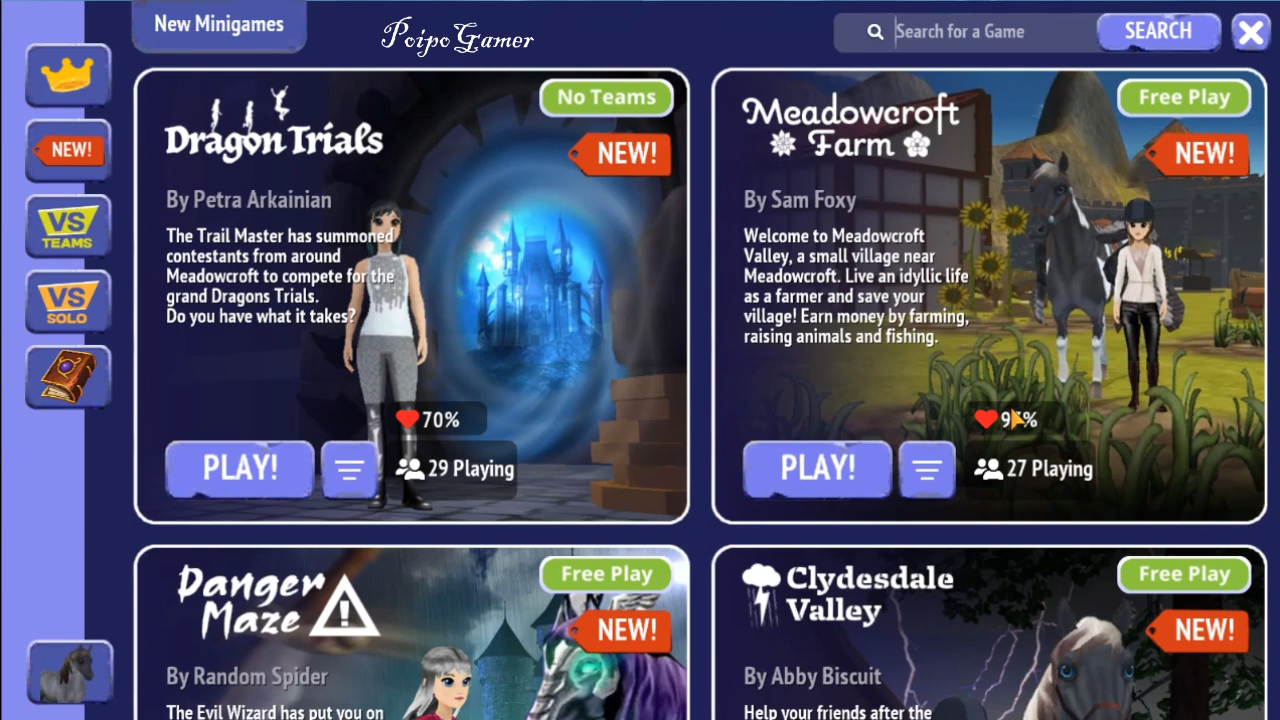 New Minigames
PoipoGamer
Search for a Game
SEARCH
NEW!
VS
TEAMS
VS
SOLO
Dragon Trials
No Teams
NEW!
By Petra Arkainian
The Trail Master has summoned
contestants from around
Meadowcroft to compete for the
grand Dragons Trials.
Do you have what it takes?
70%
PLAY!
29 Playing
Meadowcroft
Farm
Free Play
NEW!
By Sam Foxy
Welcome to Meadowcroft
Valley, a small village near
Meadowcroft. Live an idyllic life
as a farmer and save your
village! Earn money by farming,
raising animals and fishing.
PLAY!
27 Playing
Danger
Maze
Free Play
NEW!
By Random Spider
The Evil Wizard has put you on
Clydesdale
Valley
Free Play
NEW!
By Abby Biscuit
Help your friends after the